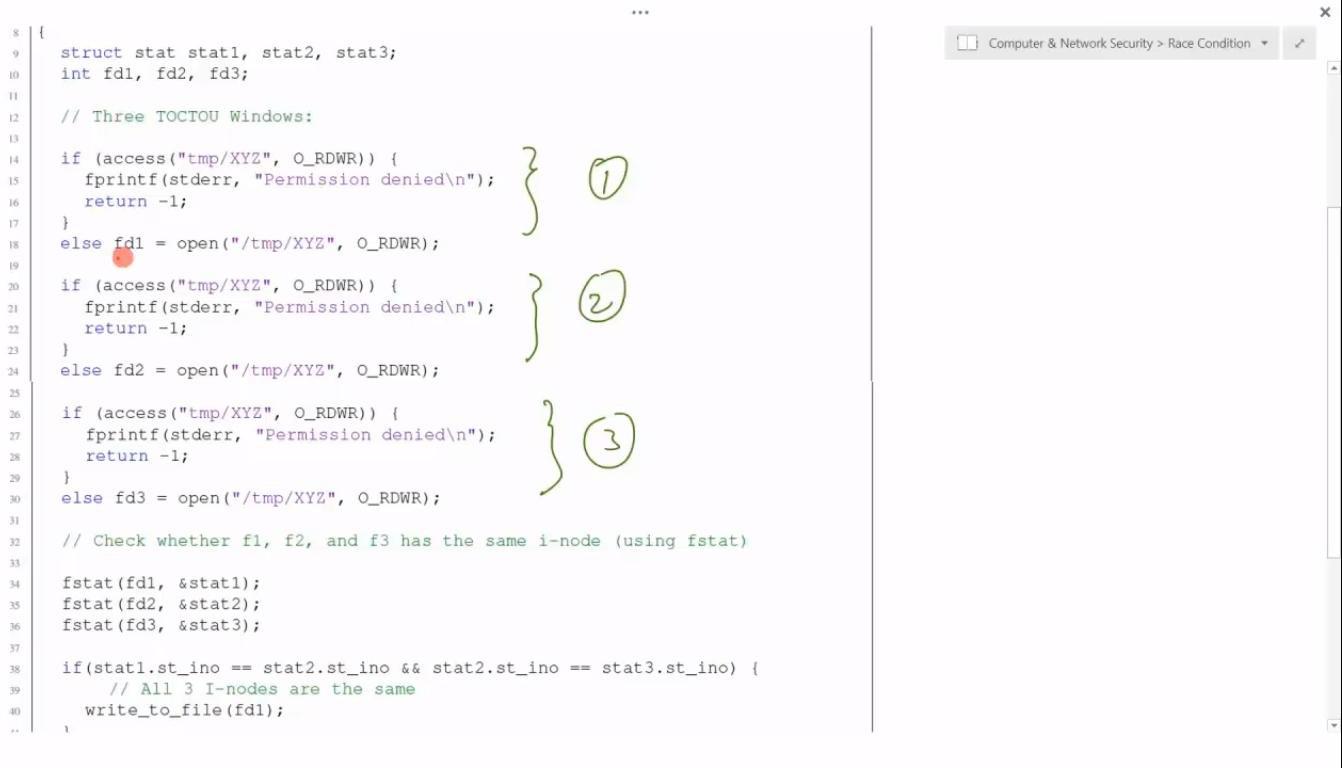 ...
Computer & Network Security > Race Condition
8 {
9 struct stat stat1, stat2, stat3;
10 int fd1, fd2, fd3;
11
12 // Three TOCTOU Windows:
13
14 if (access("tmp/XYZ", O_RDWR)) {
15 fprintf(stderr, "Permission denied\n");
16 return -1;
17 }
18 else fd1 = open("/tmp/XYZ", O_RDWR);
19
20 if (access("tmp/XYZ", O_RDWR)) {
21 fprintf(stderr, "Permission denied\n");
22 return -1;
23 }
24 else fd2 = open("/tmp/XYZ", O_RDWR);
25
26 if (access("tmp/XYZ", O_RDWR)) {
27 fprintf(stderr, "Permission denied\n");
28 return -1;
29 }
30 else fd3 = open("/tmp/XYZ", O_RDWR);
31
32 // Check whether f1, f2, and f3 has the same i-node (using fstat)
33
34 fstat(fd1, &stat1);
35 fstat(fd2, &stat2);
36 fstat(fd3, &stat3);
37
38 if(stat1.st_ino == stat2.st_ino && stat2.st_ino == stat3.st_ino) {
39 // All 3 I-nodes are the same
40 write_to_file(fd1);
} 1
} 2
} 3